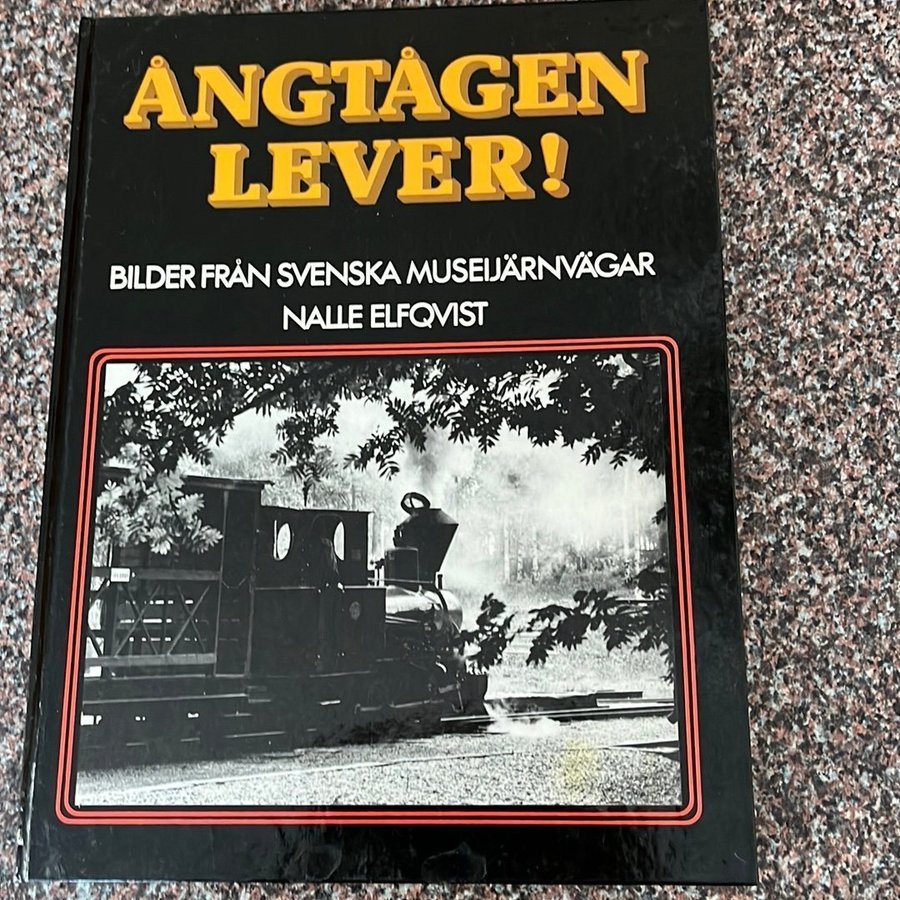 ÅNGTÅGEN
LEVER!
BILDER FRÅN SVENSKA MUSEIJÄRNVÄGAR
NALLE ELFQVIST